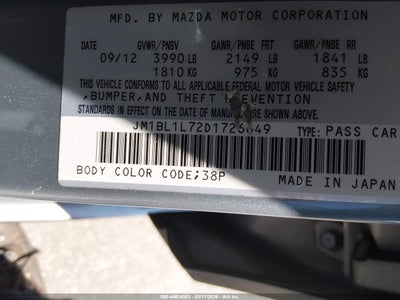 MFD. BY MAZDA MOTOR CORPORATION
GVWR/PNBV GVWR/PNBE FRT GVWR/PNBE RR
09/12 3990 LB 2149 LB 1841 LB
1810 KG 975 KG 835 KG
THIS VEHICLE CONFORMS TO ALL APPLICABLE FEDERAL MOTOR VEHICLE SAFETY
,BUMPER,AND THEFT PREVENTION
STANDARDS IN EFFECT ON THE DATE OF MANUFACTURE SHOWN ABOVE.
TYPE: PASS CAR
BODY COLOR CODE;38P
MADE IN JAPAN